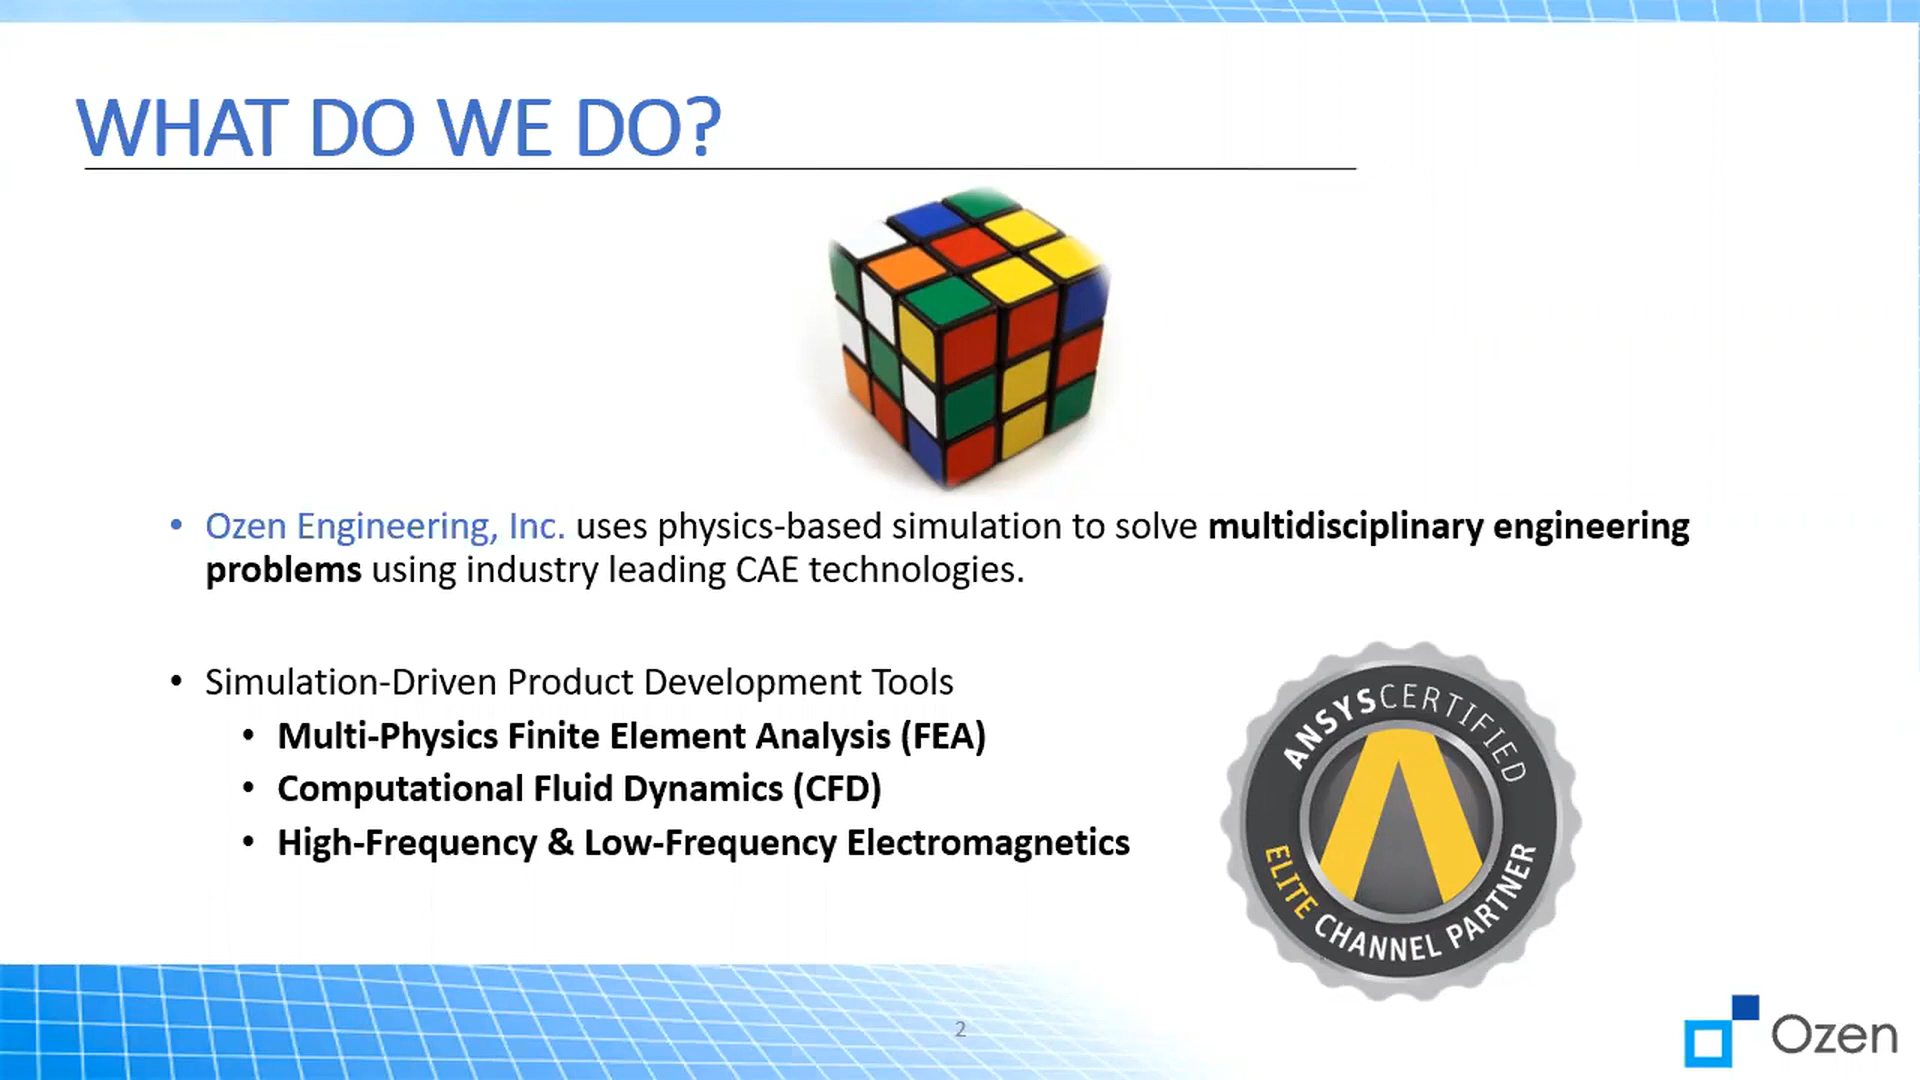 WHAT DO WE DO?
• Ozen Engineering, Inc. uses physics-based simulation to solve multidisciplinary engineering
problems using industry leading CAE technologies.
• Simulation-Driven Product Development Tools
• Multi-Physics Finite Element Analysis (FEA)
• Computational Fluid Dynamics (CFD)
• High-Frequency & Low-Frequency Electromagnetics
ANSYS CERTIFIED
ELITE CHANNEL PARTNER
2
Ozen